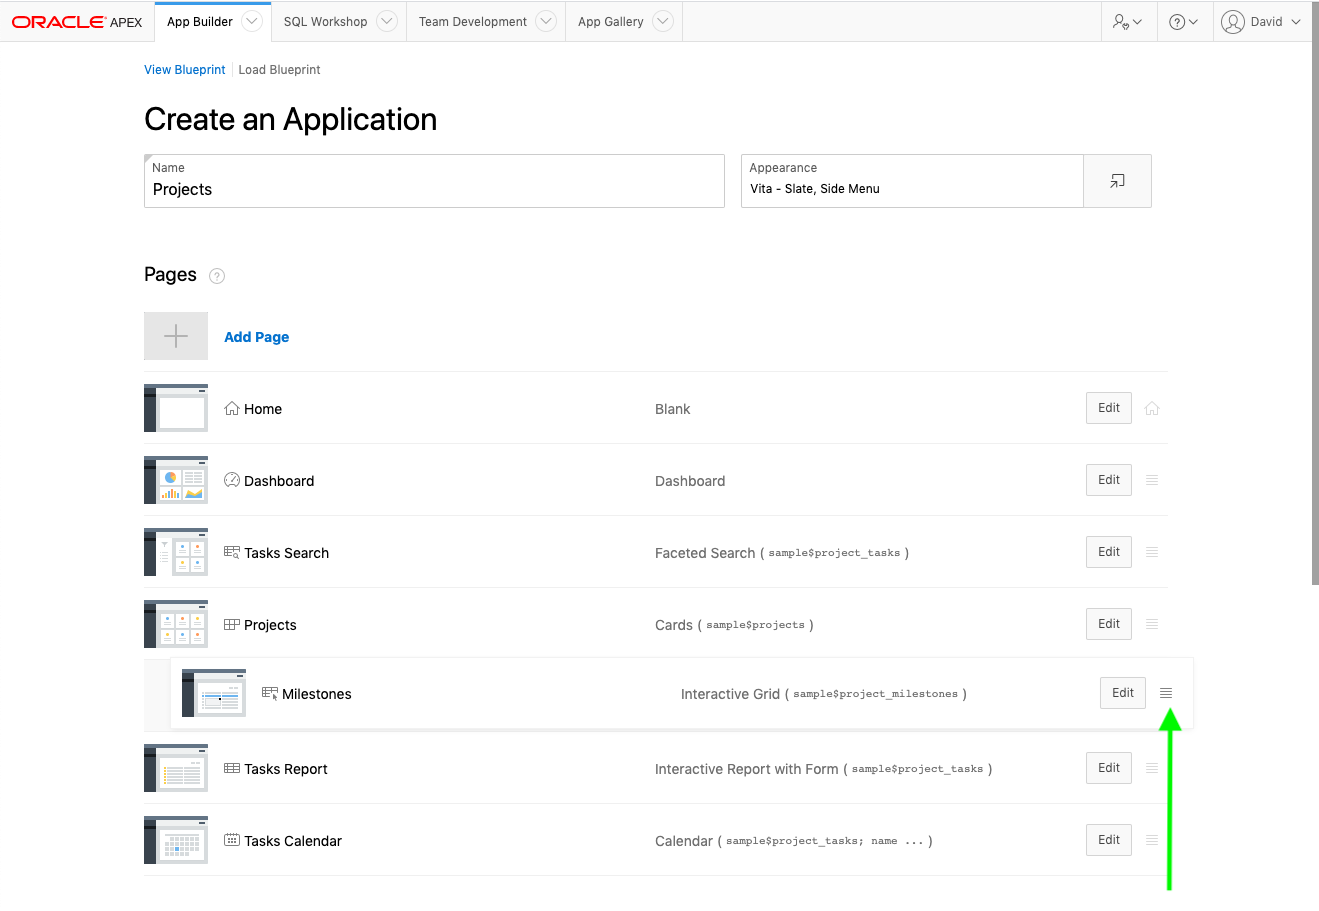 ORACLE APEX App Builder SQL Workshop Team Development App Gallery David
View Blueprint Load Blueprint
Create an Application
Name
Projects
Appearance
Vita - Slate, Side Menu
Pages ?
Add Page
Home Blank Edit
Dashboard Dashboard Edit
Tasks Search Faceted Search ( sample$project_tasks ) Edit
Projects Cards ( sample$projects ) Edit
Milestones Interactive Grid ( sample$project_milestones ) Edit
Tasks Report Interactive Report with Form ( sample$project_tasks ) Edit
Tasks Calendar Calendar ( sample$project_tasks; name ... ) Edit